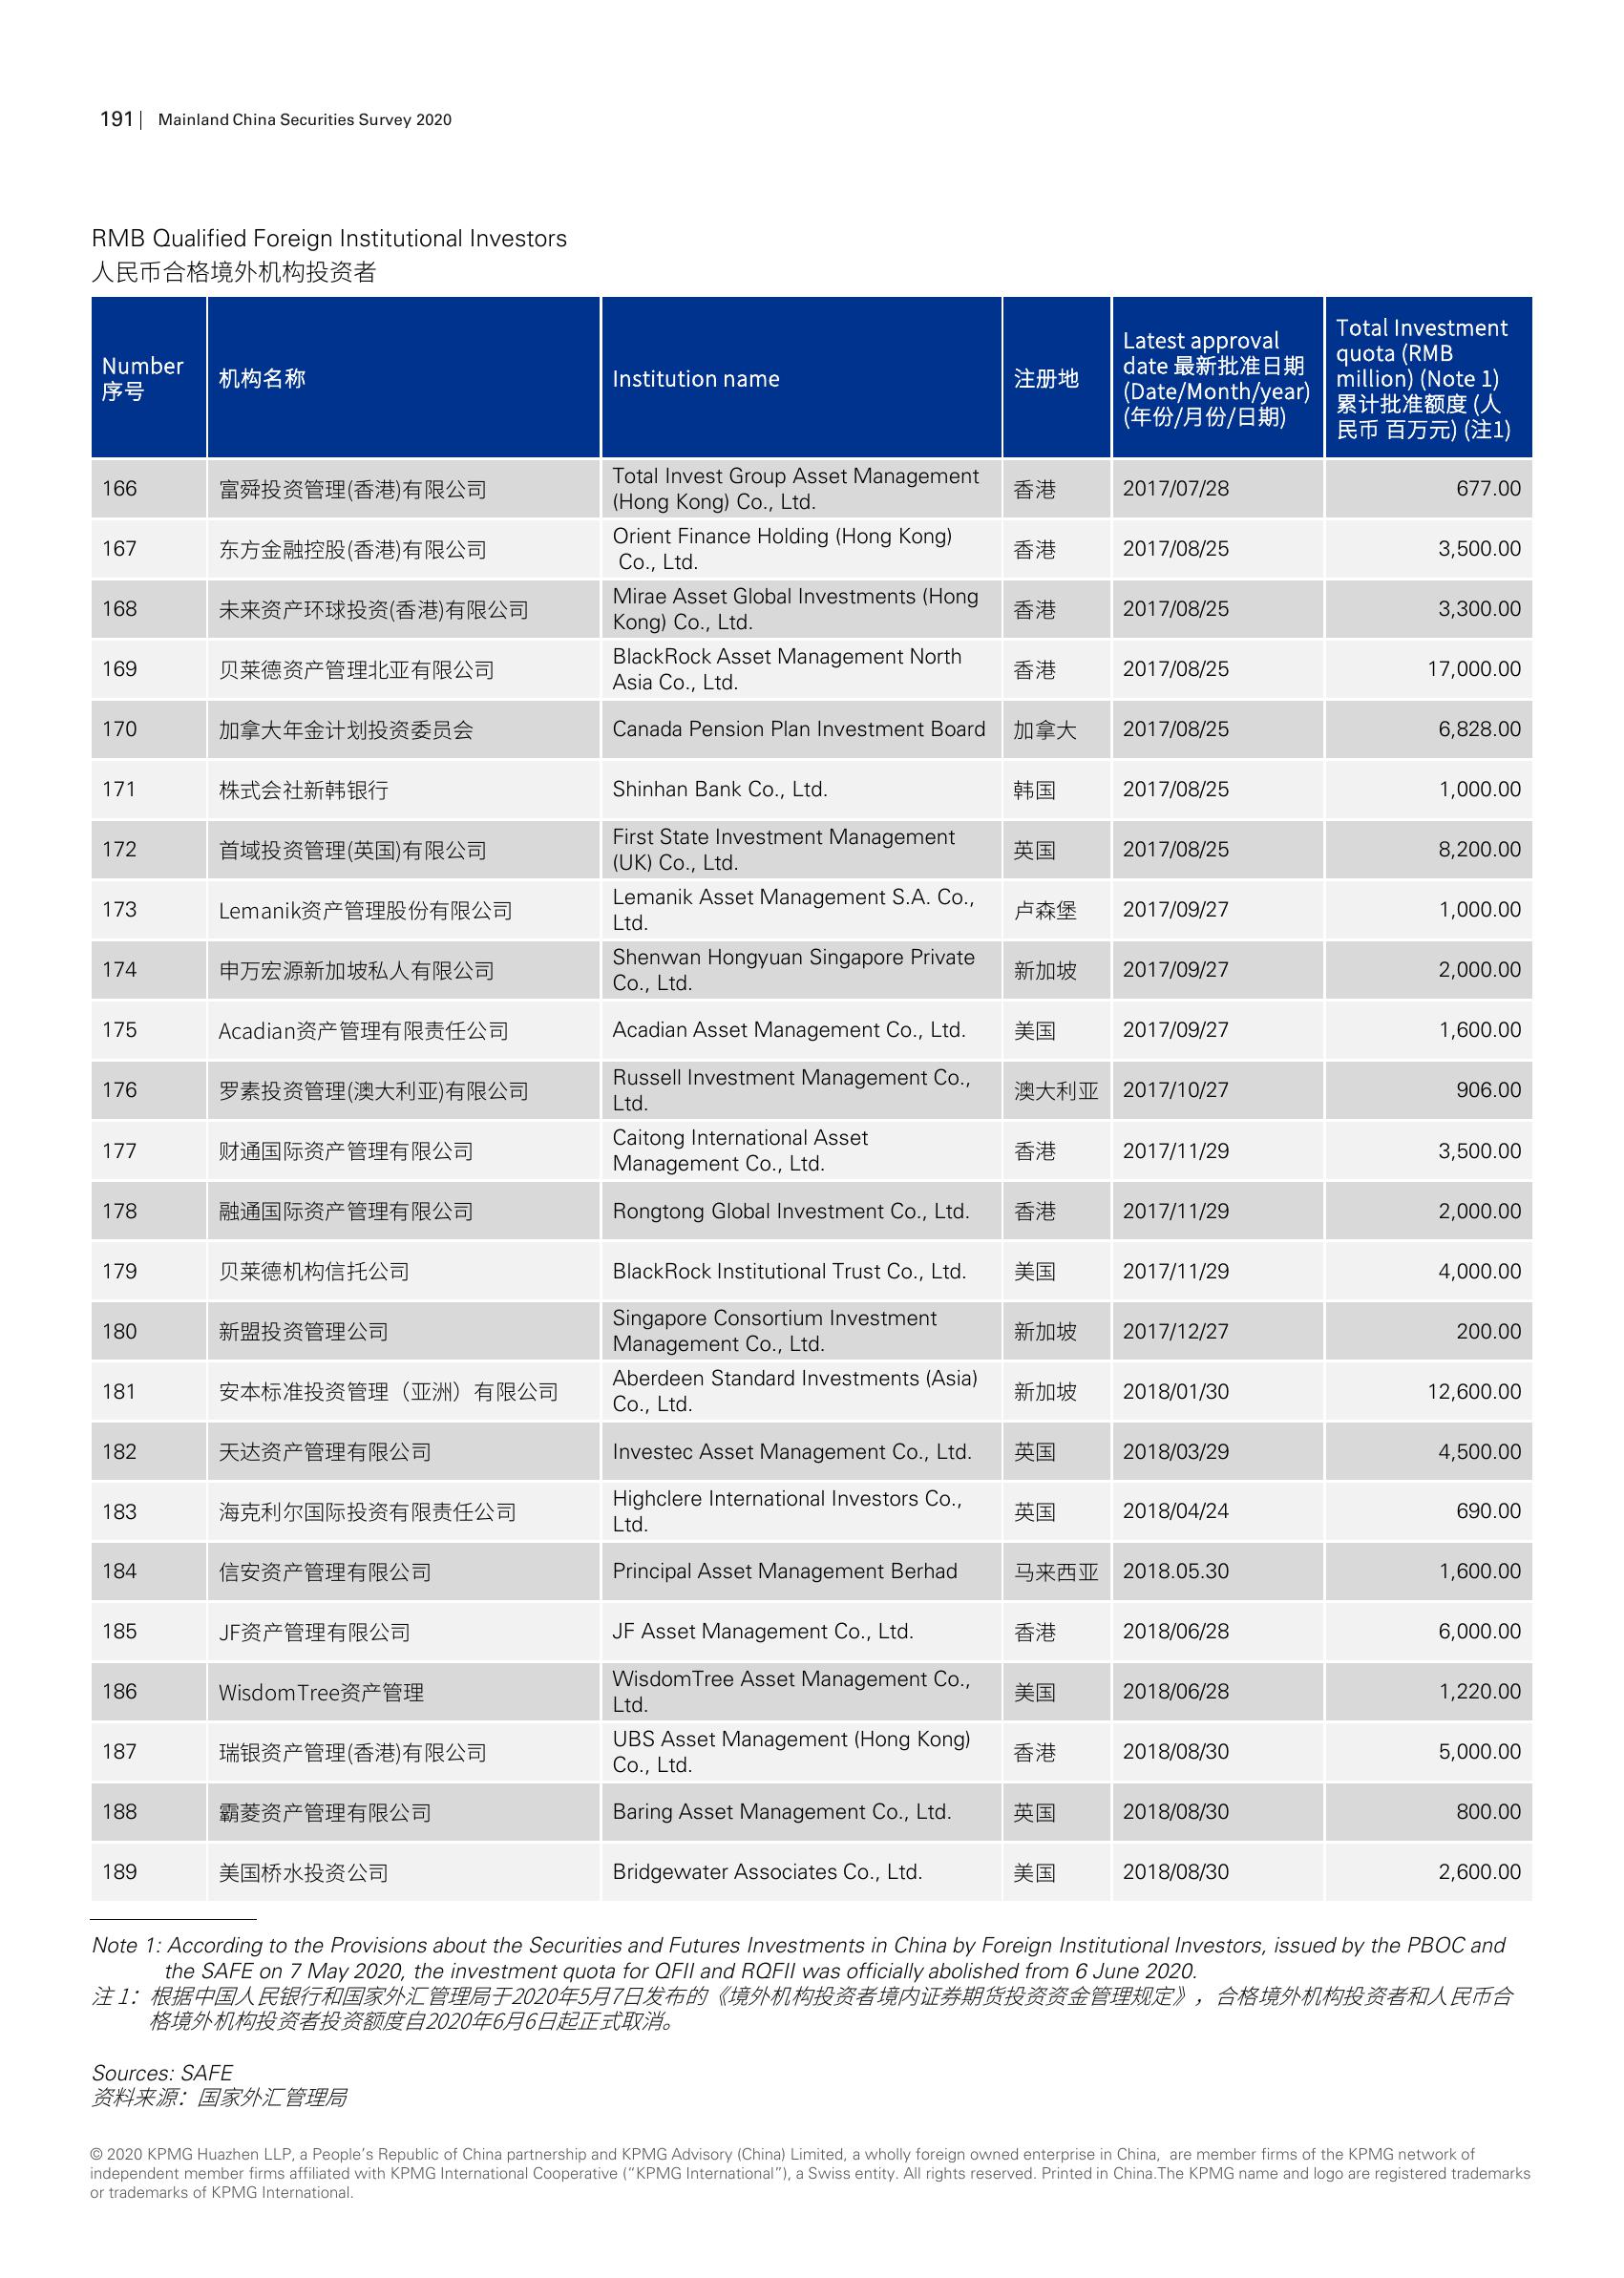 191 | Mainland China Securities Survey 2020
RMB Qualified Foreign Institutional Investors
人民币合格境外机构投资者
Number
序号
机构名称
Institution name
注册地
Latest approval
date 最新批准日期
(Date/Month/year)
(年份/月份/日期)
Total Investment
quota (RMB
million) (Note 1)
累计批准额度 (人
民币 百万元) (注1)
166 富舜投资管理(香港)有限公司 Total Invest Group Asset Management
(Hong Kong) Co., Ltd. 香港 2017/07/28 677.00
167 东方金融控股(香港)有限公司 Orient Finance Holding (Hong Kong)
Co., Ltd. 香港 2017/08/25 3,500.00
168 未来资产环球投资(香港)有限公司 Mirae Asset Global Investments (Hong
Kong) Co., Ltd. 香港 2017/08/25 3,300.00
169 贝莱德资产管理北亚有限公司 BlackRock Asset Management North
Asia Co., Ltd. 香港 2017/08/25 17,000.00
170 加拿大年金计划投资委员会 Canada Pension Plan Investment Board 加拿大 2017/08/25 6,828.00
171 株式会社新韩银行 Shinhan Bank Co., Ltd. 韩国 2017/08/25 1,000.00
172 首域投资管理(英国)有限公司 First State Investment Management
(UK) Co., Ltd. 英国 2017/08/25 8,200.00
173 Lemanik资产管理股份有限公司 Lemanik Asset Management S.A. Co.,
Ltd. 卢森堡 2017/09/27 1,000.00
174 申万宏源新加坡私人有限公司 Shenwan Hongyuan Singapore Private
Co., Ltd. 新加坡 2017/09/27 2,000.00
175 Acadian资产管理有限责任公司 Acadian Asset Management Co., Ltd. 美国 2017/09/27 1,600.00
176 罗素投资管理(澳大利亚)有限公司 Russell Investment Management Co.,
Ltd. 澳大利亚 2017/10/27 906.00
177 财通国际资产管理有限公司 Caitong International Asset
Management Co., Ltd. 香港 2017/11/29 3,500.00
178 融通国际资产管理有限公司 Rongtong Global Investment Co., Ltd. 香港 2017/11/29 2,000.00
179 贝莱德机构信托公司 BlackRock Institutional Trust Co., Ltd. 美国 2017/11/29 4,000.00
180 新盟投资管理公司 Singapore Consortium Investment
Management Co., Ltd. 新加坡 2017/12/27 200.00
181 安本标准投资管理（亚洲）有限公司 Aberdeen Standard Investments (Asia)
Co., Ltd. 新加坡 2018/01/30 12,600.00
182 天达资产管理有限公司 Investec Asset Management Co., Ltd. 英国 2018/03/29 4,500.00
183 海克利尔国际投资有限责任公司 Highclere International Investors Co.,
Ltd. 英国 2018/04/24 690.00
184 信安资产管理有限公司 Principal Asset Management Berhad 马来西亚 2018.05.30 1,600.00
185 JF资产管理有限公司 JF Asset Management Co., Ltd. 香港 2018/06/28 6,000.00
186 WisdomTree资产管理 WisdomTree Asset Management Co.,
Ltd. 美国 2018/06/28 1,220.00
187 瑞银资产管理(香港)有限公司 UBS Asset Management (Hong Kong)
Co., Ltd. 香港 2018/08/30 5,000.00
188 霸菱资产管理有限公司 Baring Asset Management Co., Ltd. 英国 2018/08/30 800.00
189 美国桥水投资公司 Bridgewater Associates Co., Ltd. 美国 2018/08/30 2,600.00
Note 1: According to the Provisions about the Securities and Futures Investments in China by Foreign Institutional Investors, issued by the PBOC and
the SAFE on 7 May 2020, the investment quota for QFII and RQFII was officially abolished from 6 June 2020.
注 1：根据中国人民银行和国家外汇管理局于2020年5月7日发布的《境外机构投资者境内证券期货投资资金管理规定》，合格境外机构投资者和人民币合
格境外机构投资者投资额度自2020年6月6日起正式取消。
Sources: SAFE
资料来源：国家外汇管理局
© 2020 KPMG Huazhen LLP, a People’s Republic of China partnership and KPMG Advisory (China) Limited, a wholly foreign owned enterprise in China, are member firms of the KPMG network of
independent member firms affiliated with KPMG International Cooperative (“KPMG International”), a Swiss entity. All rights reserved. Printed in China.The KPMG name and logo are registered trademarks
or trademarks of KPMG International.